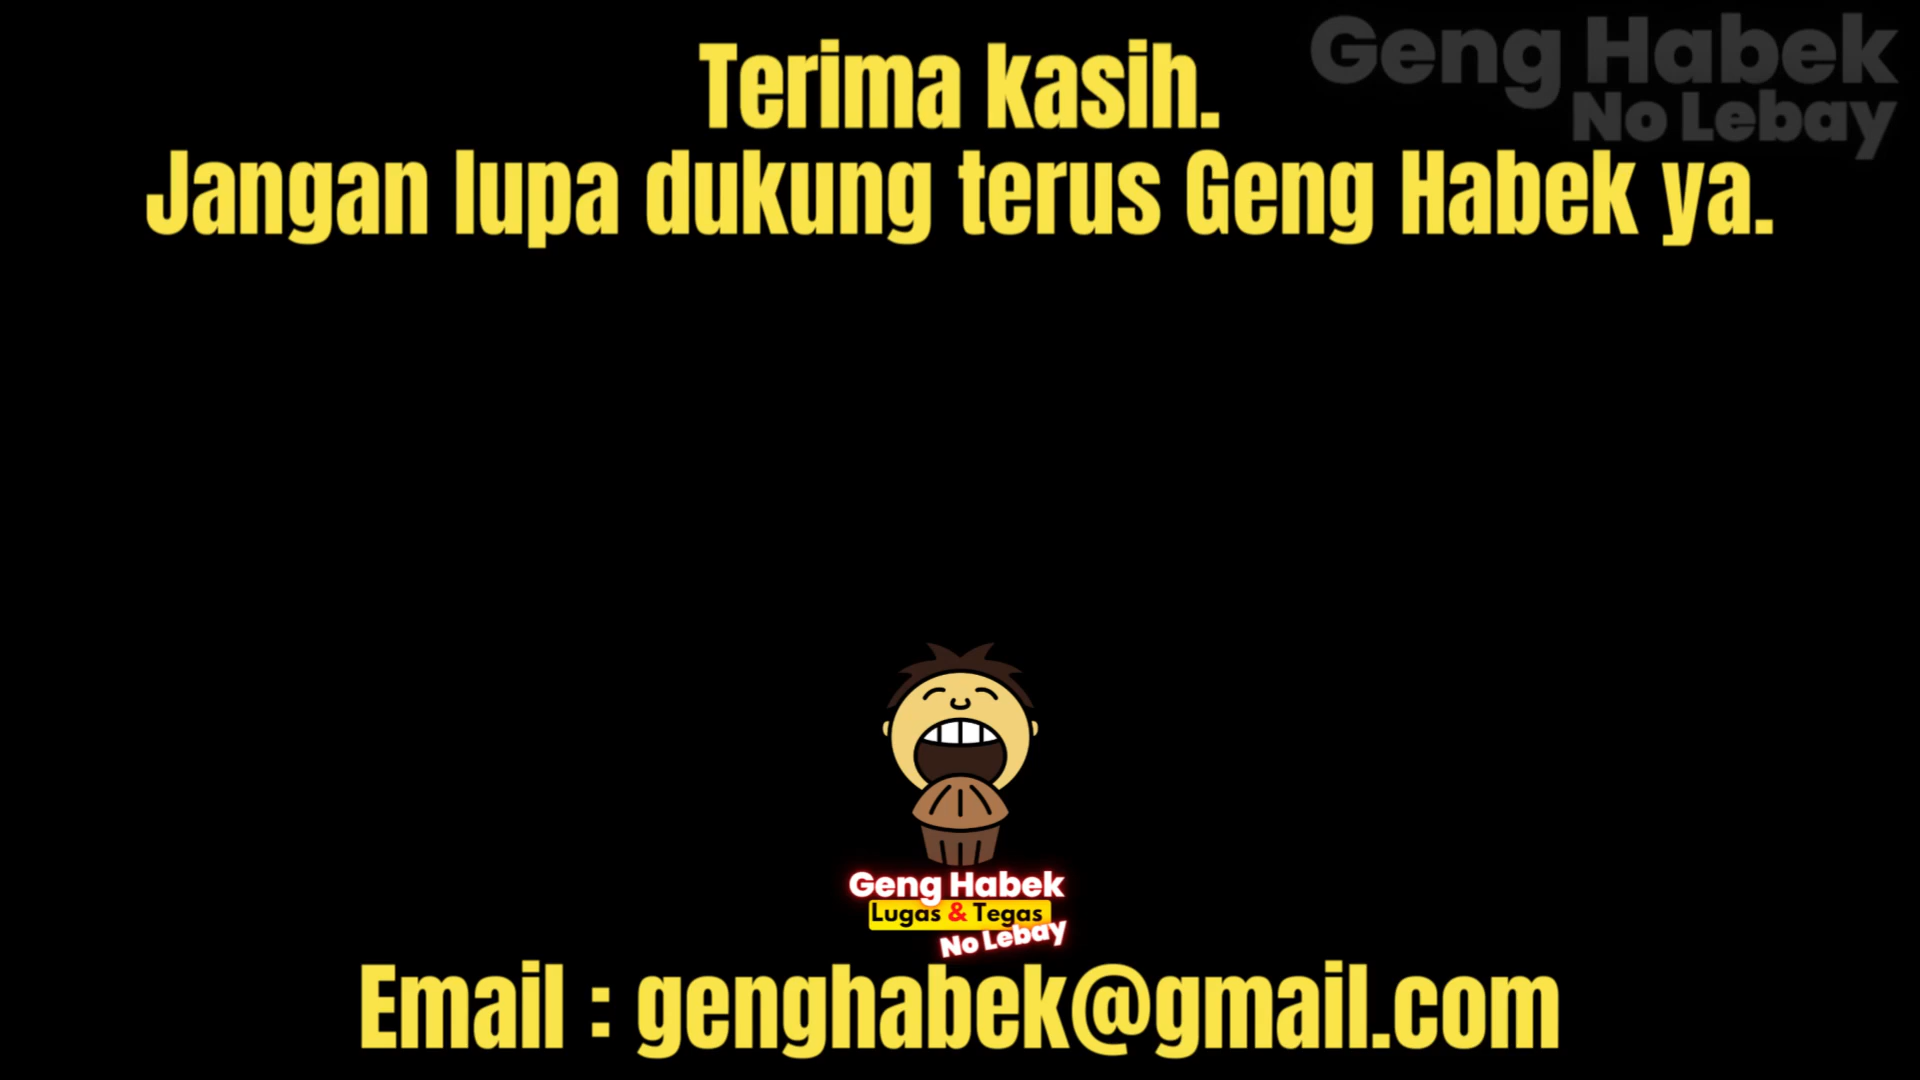 Geng Habek
No Lebay
Terima kasih.
Jangan lupa dukung terus Geng Habek ya.
Geng Habek
Lugas & Tegas
No Lebay
Email : genghabek@gmail.com